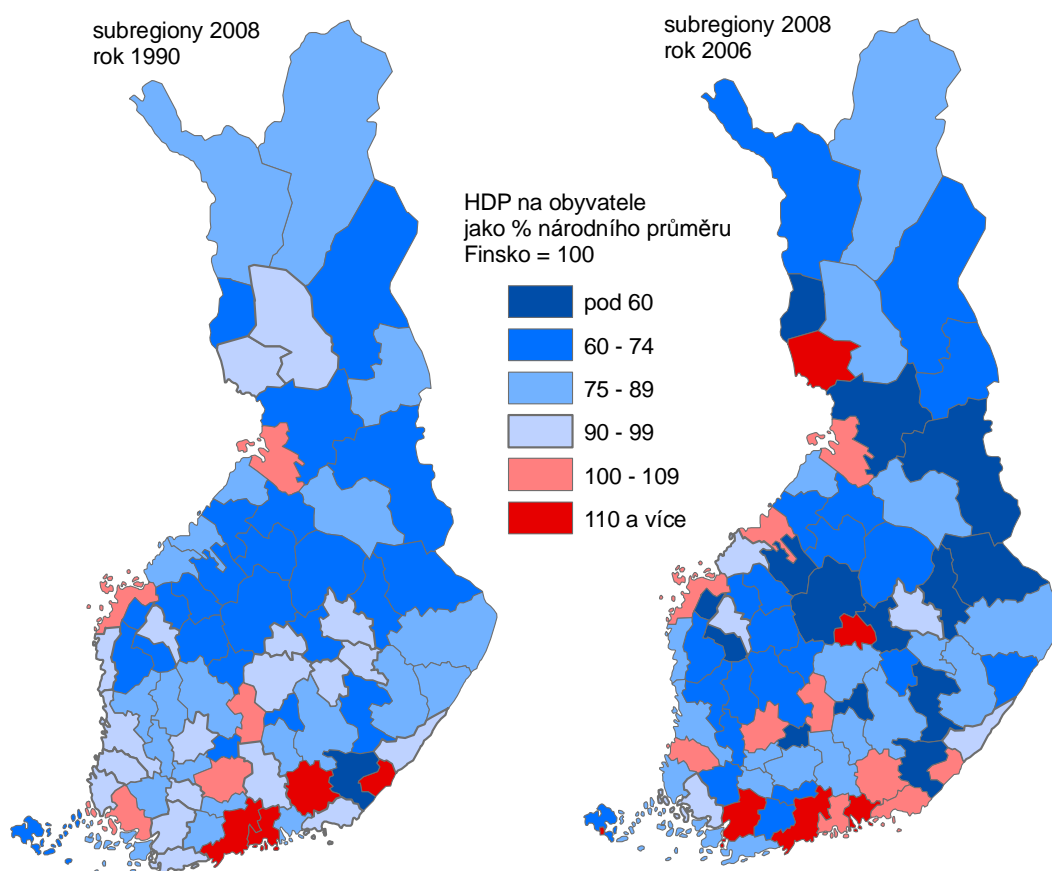 subregiony 2008
rok 1990
subregiony 2008
rok 2006
HDP na obyvatele
jako % národního průměru
Finsko = 100
pod 60
60 - 74
75 - 89
90 - 99
100 - 109
110 a více